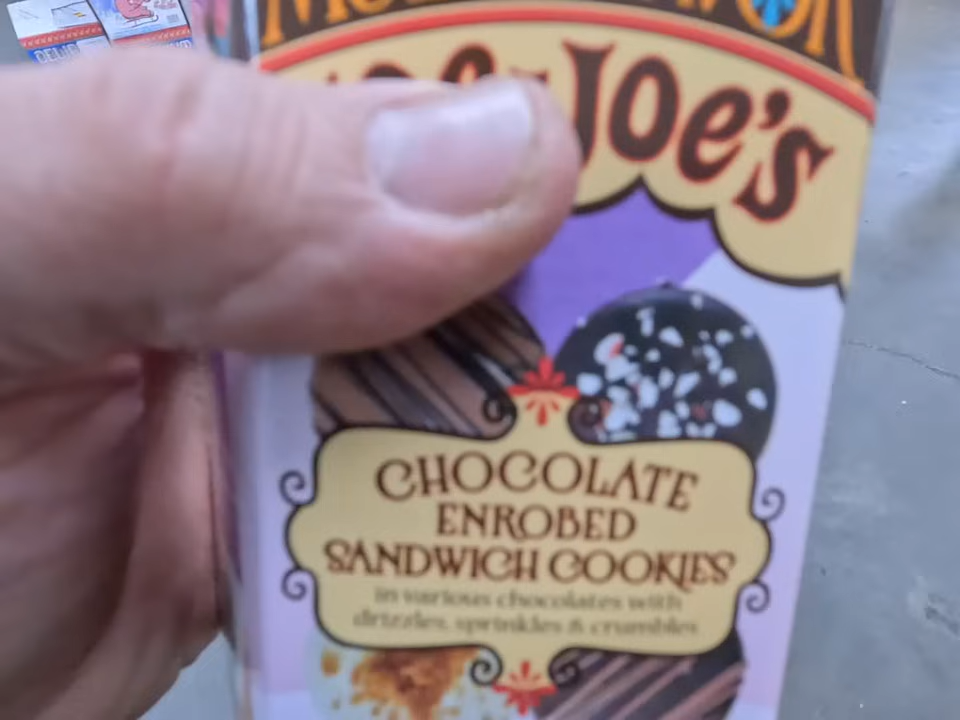 Joe's
CHOCOLATE
ENROBED
SANDWICH COOKIES
in various chocolates with
drizzles, sprinkles & crumbles